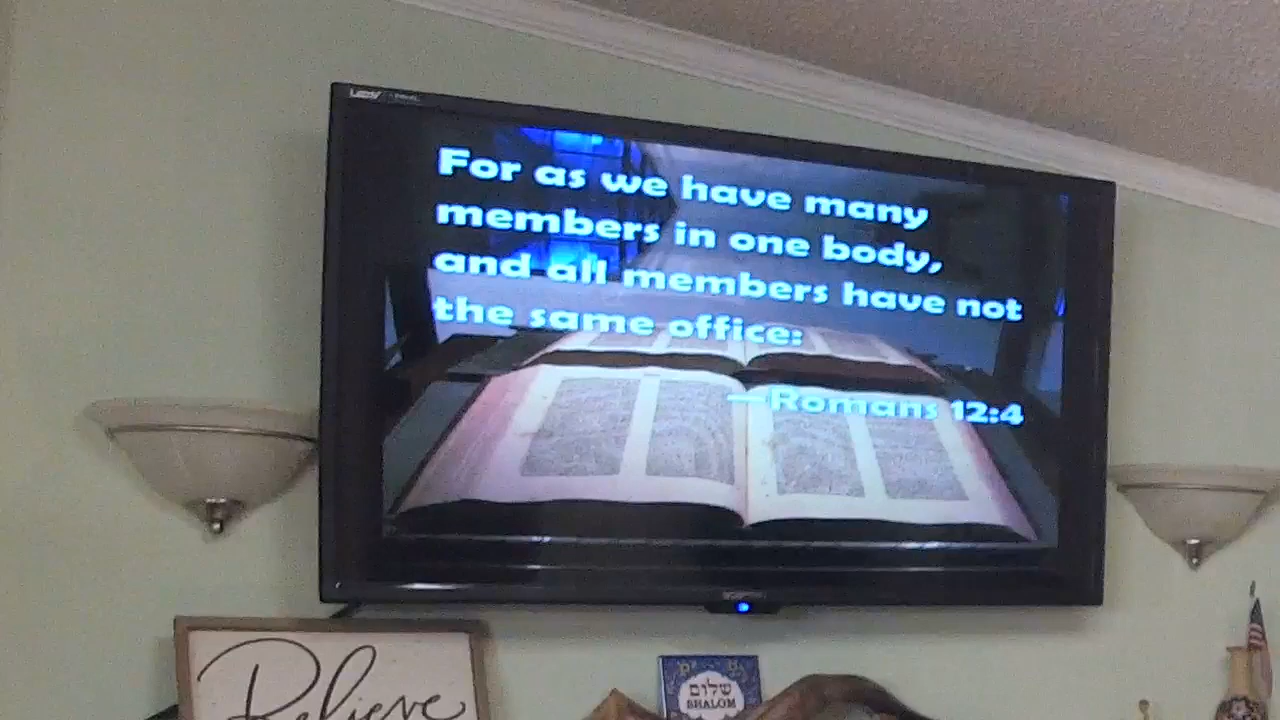 For as we have many
members in one body,
and all members have not
the same office:
—Romans 12:4
Believe
שלום
SHALOM